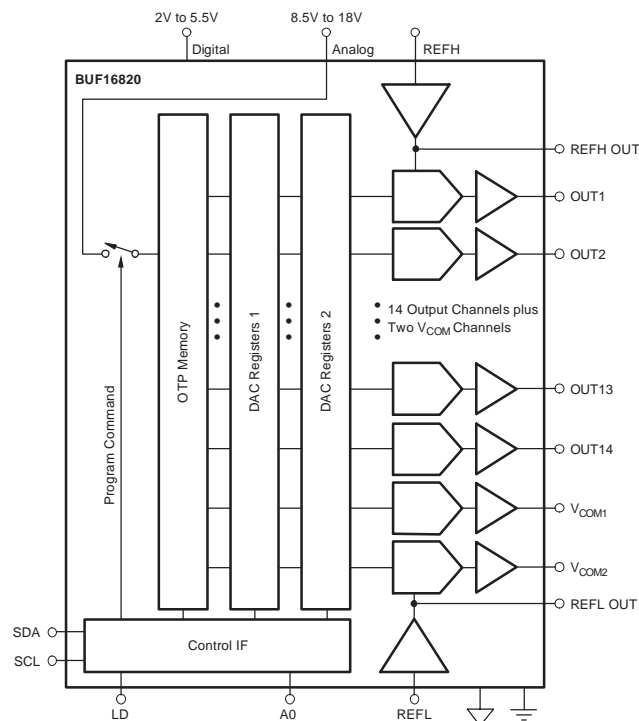 2V to 5.5V
8.5V to 18V
Digital
Analog
REFH
BUF16820
REFH OUT
OUT1
OUT2
14 Output Channels plus
Two VCOM Channels
OTP Memory
DAC Registers 1
DAC Registers 2
Program Command
OUT13
OUT14
VCOM1
VCOM2
REFL OUT
SDA
SCL
Control IF
LD
A0
REFL